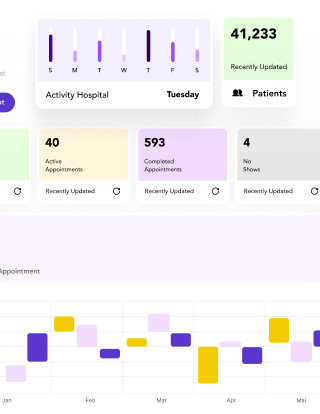 41,233
S M T W T F S
Recently Updated
Activity Hospital
Tuesday
Patients
40
593
4
Active
Appointments
Completed
Appointments
No
Shows
Recently Updated
Recently Updated
Recently Updated
Appointment
Jan Feb Mar Apr Mai